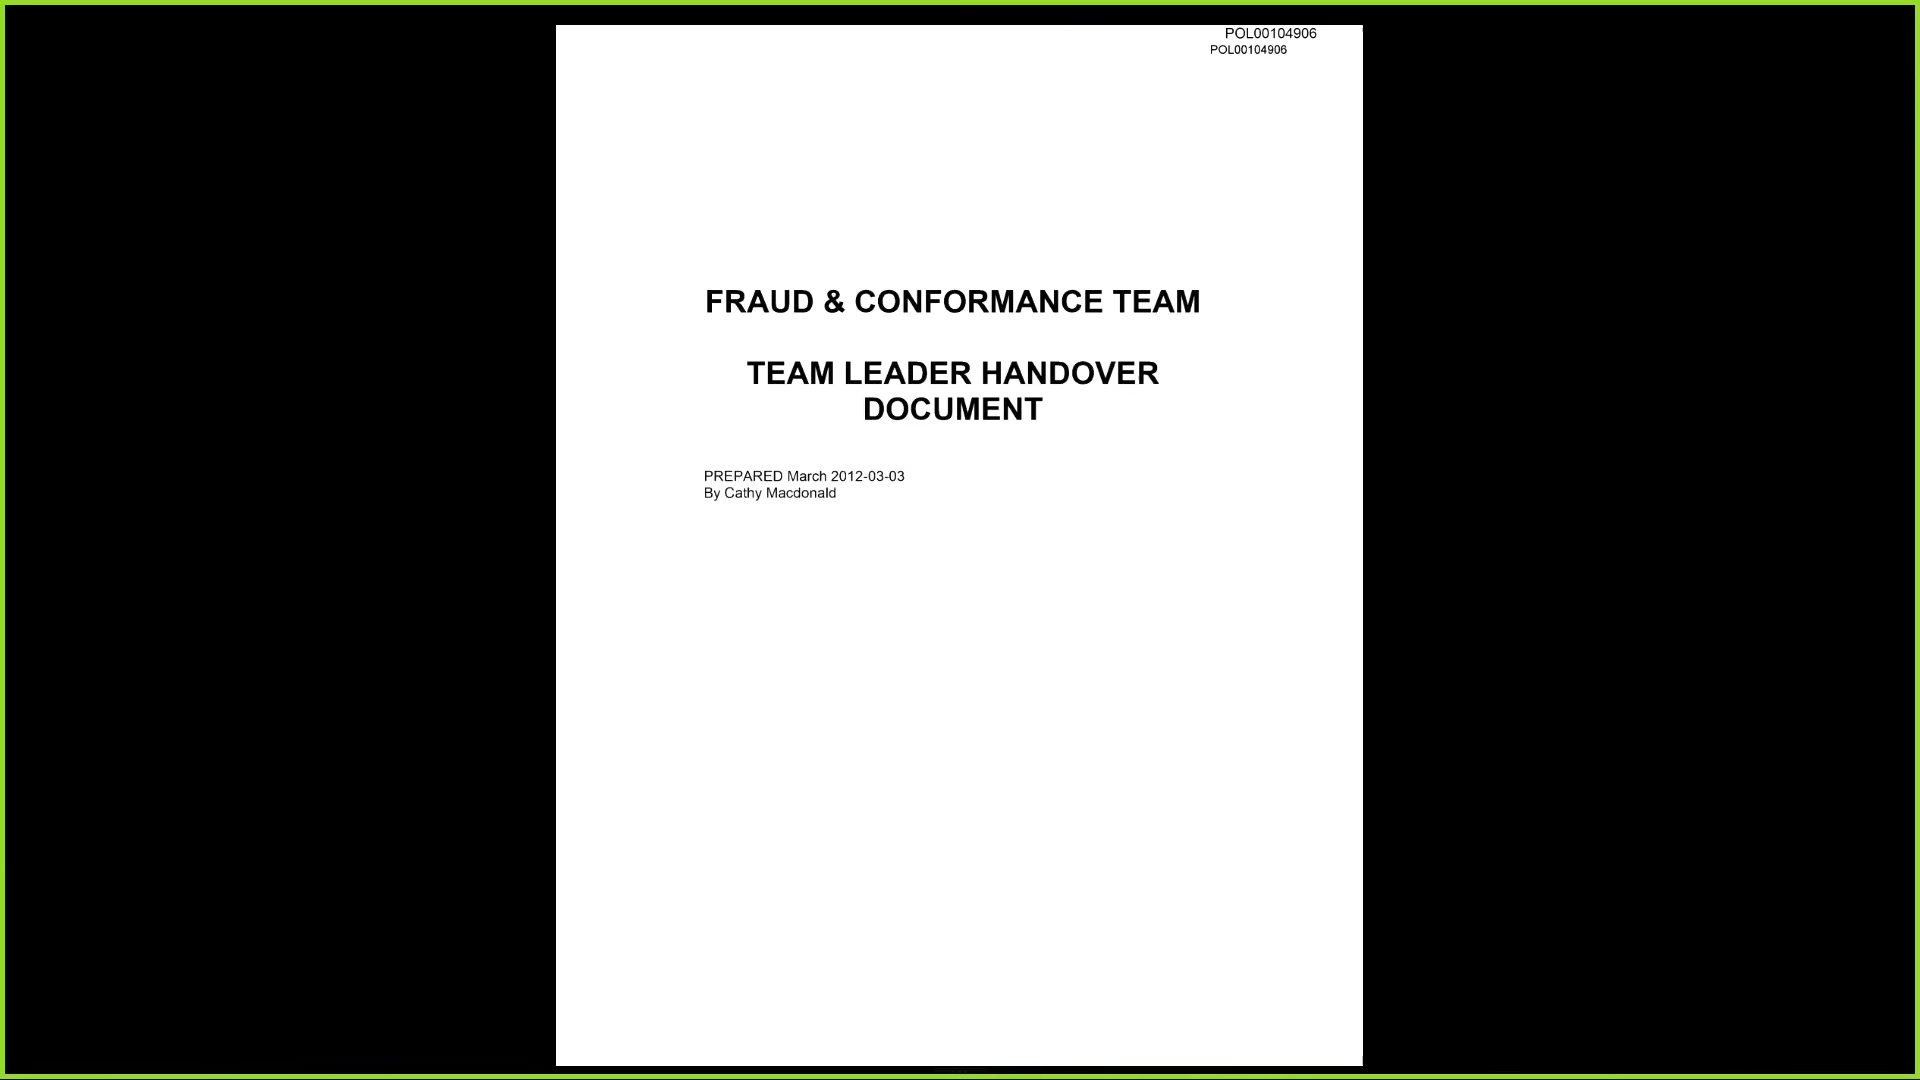 POL00104906
POL00104906
FRAUD & CONFORMANCE TEAM
TEAM LEADER HANDOVER
DOCUMENT
PREPARED March 2012-03-03
By Cathy Macdonald